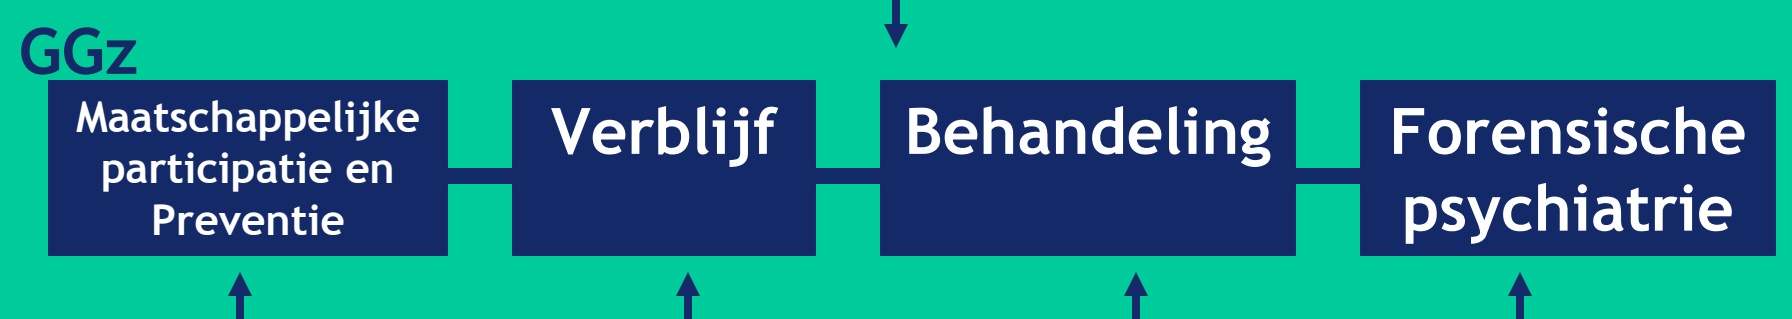 GGz
Maatschappelijke
participatie en
Preventie
Verblijf
Behandeling
Forensische
psychiatrie